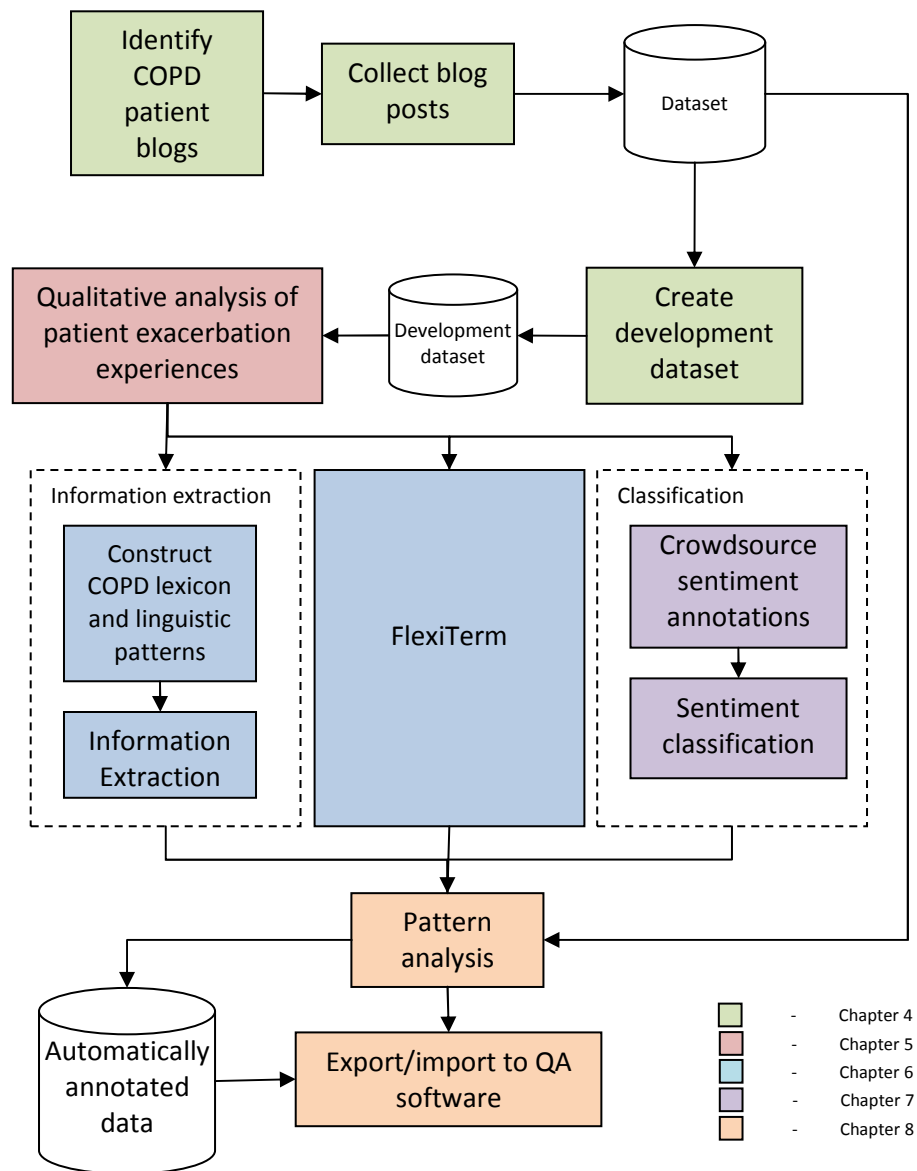 Identify
COPD
patient
blogs
Collect blog
posts
Dataset
Qualitative analysis of
patient exacerbation
experiences
Development
dataset
Create
development
dataset
Information extraction
Construct
COPD lexicon
and linguistic
patterns
Information
Extraction
FlexiTerm
Classification
Crowdsource
sentiment
annotations
Sentiment
classification
Pattern
analysis
Automatically
annotated
data
Export/import to QA
software
- Chapter 4
- Chapter 5
- Chapter 6
- Chapter 7
- Chapter 8